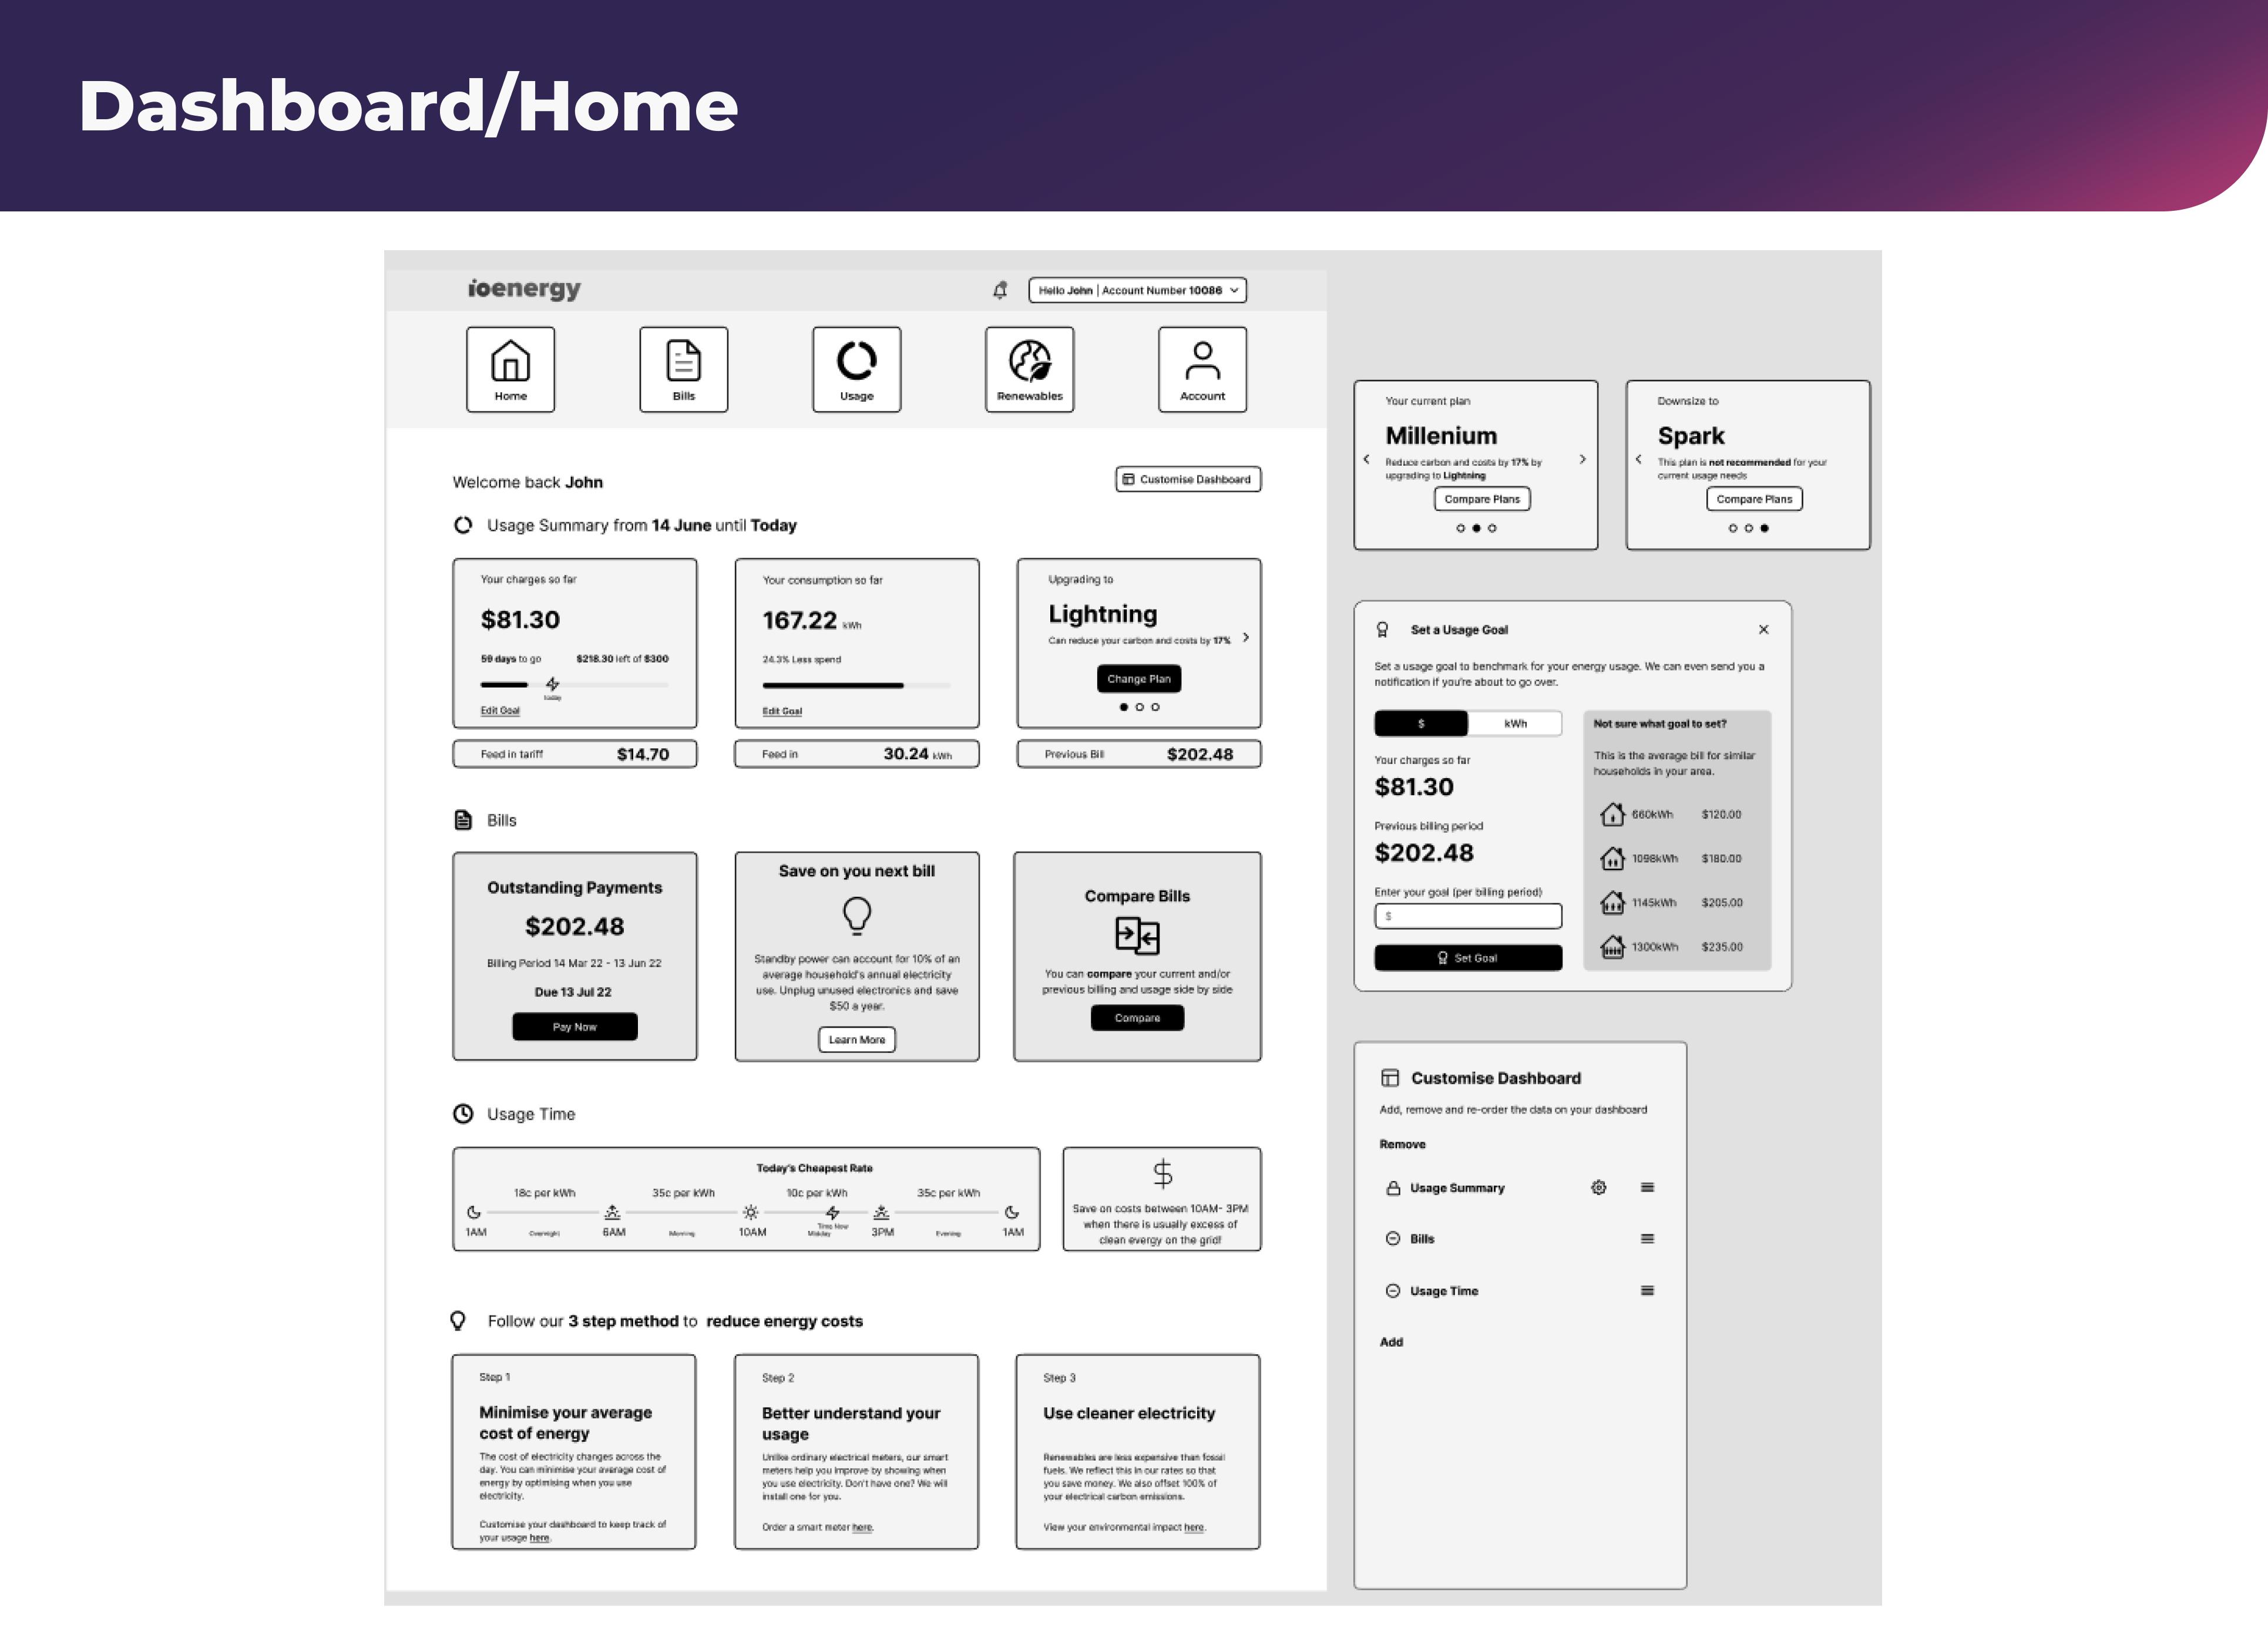 Dashboard/Home
ioenergy
Hello John | Account Number 10086
Home
Bills
Usage
Renewables
Account
Welcome back John
Customise Dashboard
Usage Summary from 14 June until Today
Your charges so far
$81.30
59 days to go
$218.30 left of $300
today
Edit Goal
Your consumption so far
167.22 kWh
24.3% Less spend
Edit Goal
Upgrading to
Lightning
Can reduce your carbon and costs by 17%
Change Plan
Feed in tariff
$14.70
Feed in
30.24 kWh
Previous Bill
$202.48
Bills
Outstanding Payments
$202.48
Billing Period 14 Mar 22 - 13 Jun 22
Due 13 Jul 22
Pay Now
Save on you next bill
Standby power can account for 10% of an
average household's annual electricity
use. Unplug unused electronics and save
$50 a year.
Learn More
Compare Bills
You can compare your current and/or
previous billing and usage side by side
Compare
Usage Time
Today's Cheapest Rate
18c per kWh
35c per kWh
10c per kWh
35c per kWh
Time Now
1AM
Overnight
6AM
Morning
10AM
Midday
3PM
Evening
1AM
$
Save on costs between 10AM- 3PM
when there is usually excess of
clean evergy on the grid!
Follow our 3 step method to reduce energy costs
Step 1
Minimise your average
cost of energy
The cost of electricity changes across the
day. You can minimise your average cost of
energy by optimising when you use
electricity.
Customise your dashboard to keep track of
your usage here.
Step 2
Better understand your
usage
Unlike ordinary electrical meters, our smart
meters help you improve by showing when
you use electricity. Don't have one? We will
install one for you.
Order a smart meter here.
Step 3
Use cleaner electricity
Renewables are less expensive than fossil
fuels. We reflect this in our rates so that
you save money. We also offset 100% of
your electrical carbon emissions.
View your environmental impact here.
Your current plan
Millenium
Reduce carbon and costs by 17% by
upgrading to Lightning
Compare Plans
Downsize to
Spark
This plan is not recommended for your
current usage needs
Compare Plans
Set a Usage Goal
Set a usage goal to benchmark for your energy usage. We can even send you a
notification if you're about to go over.
$
kWh
Your charges so far
$81.30
Previous billing period
$202.48
Enter your goal (per billing period)
$
Set Goal
Not sure what goal to set?
This is the average bill for similar
households in your area.
660kWh $120.00
1098kWh $180.00
1145kWh $205.00
1300kWh $235.00
Customise Dashboard
Add, remove and re-order the data on your dashboard
Remove
Usage Summary
Bills
Usage Time
Add